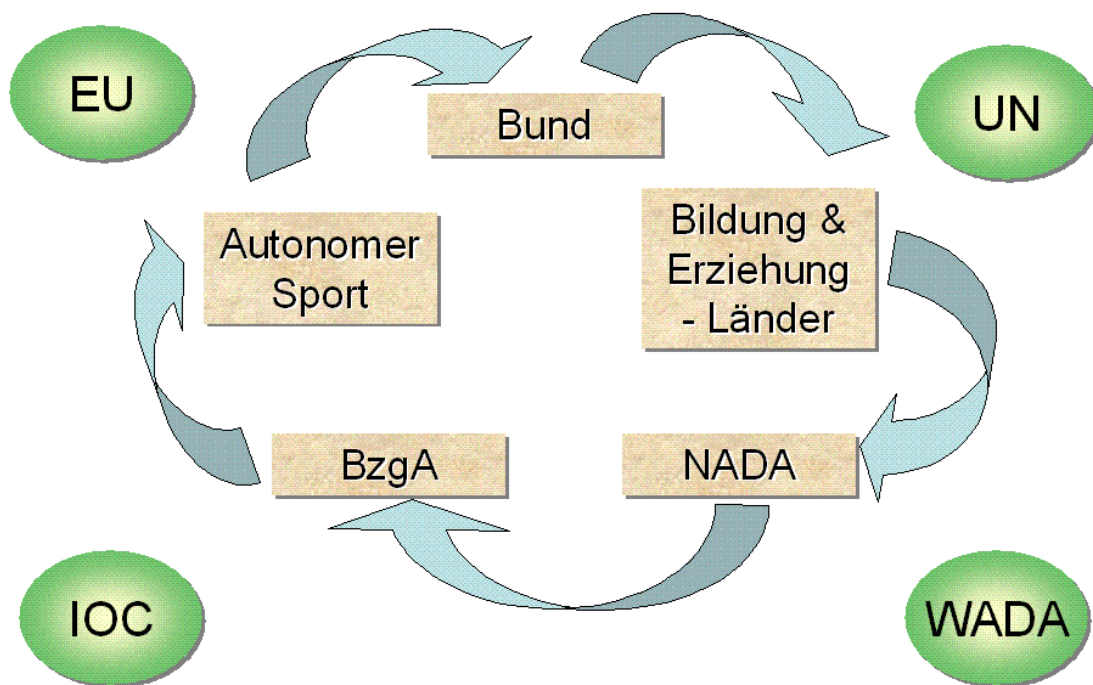 EU
UN
Bund
Autonomer
Sport
Bildung &
Erziehung
- Länder
BzgA
NADA
IOC
WADA